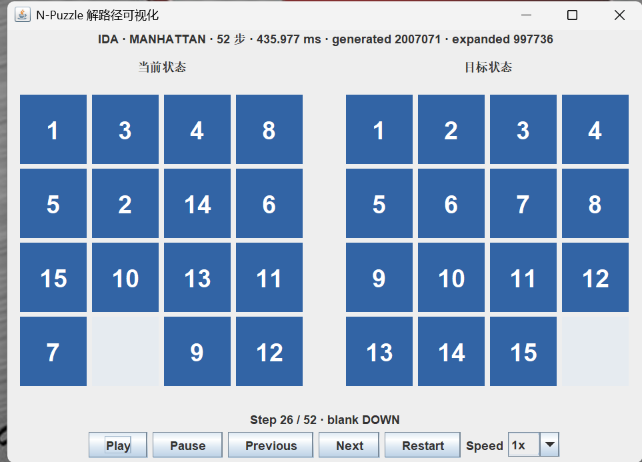 N-Puzzle 解路径可视化
IDA · MANHATTAN · 52 步 · 435.977 ms · generated 2007071 · expanded 997736
当前状态 目标状态
1 3 4 8 1 2 3 4
5 2 14 6 5 6 7 8
15 10 13 11 9 10 11 12
7 9 12 13 14 15
Step 26 / 52 · blank DOWN
Play Pause Previous Next Restart Speed 1x